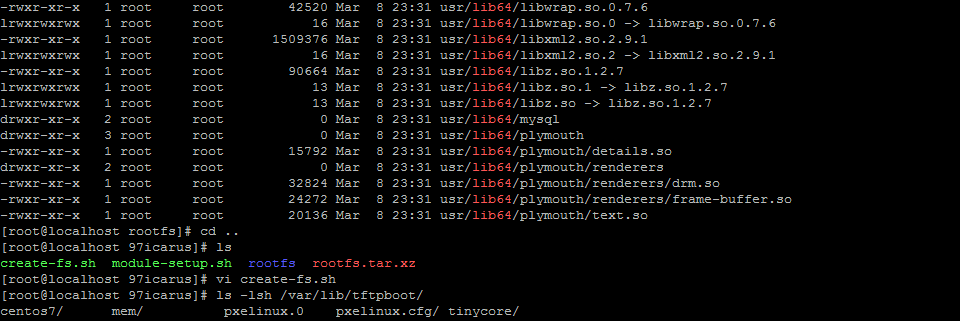 -rwxr-xr-x   1 root     root        42520 Mar  8 23:31 usr/lib64/libwrap.so.0.7.6
lrwxrwxrwx   1 root     root           16 Mar  8 23:31 usr/lib64/libwrap.so.0 -> libwrap.so.0.7.6
-rwxr-xr-x   1 root     root      1509376 Mar  8 23:31 usr/lib64/libxml2.so.2.9.1
lrwxrwxrwx   1 root     root           16 Mar  8 23:31 usr/lib64/libxml2.so.2 -> libxml2.so.2.9.1
-rwxr-xr-x   1 root     root        90664 Mar  8 23:31 usr/lib64/libz.so.1.2.7
lrwxrwxrwx   1 root     root           13 Mar  8 23:31 usr/lib64/libz.so.1 -> libz.so.1.2.7
lrwxrwxrwx   1 root     root           13 Mar  8 23:31 usr/lib64/libz.so -> libz.so.1.2.7
drwxr-xr-x   2 root     root            0 Mar  8 23:31 usr/lib64/mysql
drwxr-xr-x   3 root     root            0 Mar  8 23:31 usr/lib64/plymouth
-rwxr-xr-x   1 root     root        15792 Mar  8 23:31 usr/lib64/plymouth/details.so
drwxr-xr-x   2 root     root            0 Mar  8 23:31 usr/lib64/plymouth/renderers
-rwxr-xr-x   1 root     root        32824 Mar  8 23:31 usr/lib64/plymouth/renderers/drm.so
-rwxr-xr-x   1 root     root        24272 Mar  8 23:31 usr/lib64/plymouth/renderers/frame-buffer.so
-rwxr-xr-x   1 root     root        20136 Mar  8 23:31 usr/lib64/plymouth/text.so
[root@localhost rootfs]# cd ..
[root@localhost 97icarus]# ls
create-fs.sh  module-setup.sh  rootfs  rootfs.tar.xz
[root@localhost 97icarus]# vi create-fs.sh
[root@localhost 97icarus]# ls -lsh /var/lib/tftpboot/
centos7/      mem/          pxelinux.0    pxelinux.cfg/ tinycore/